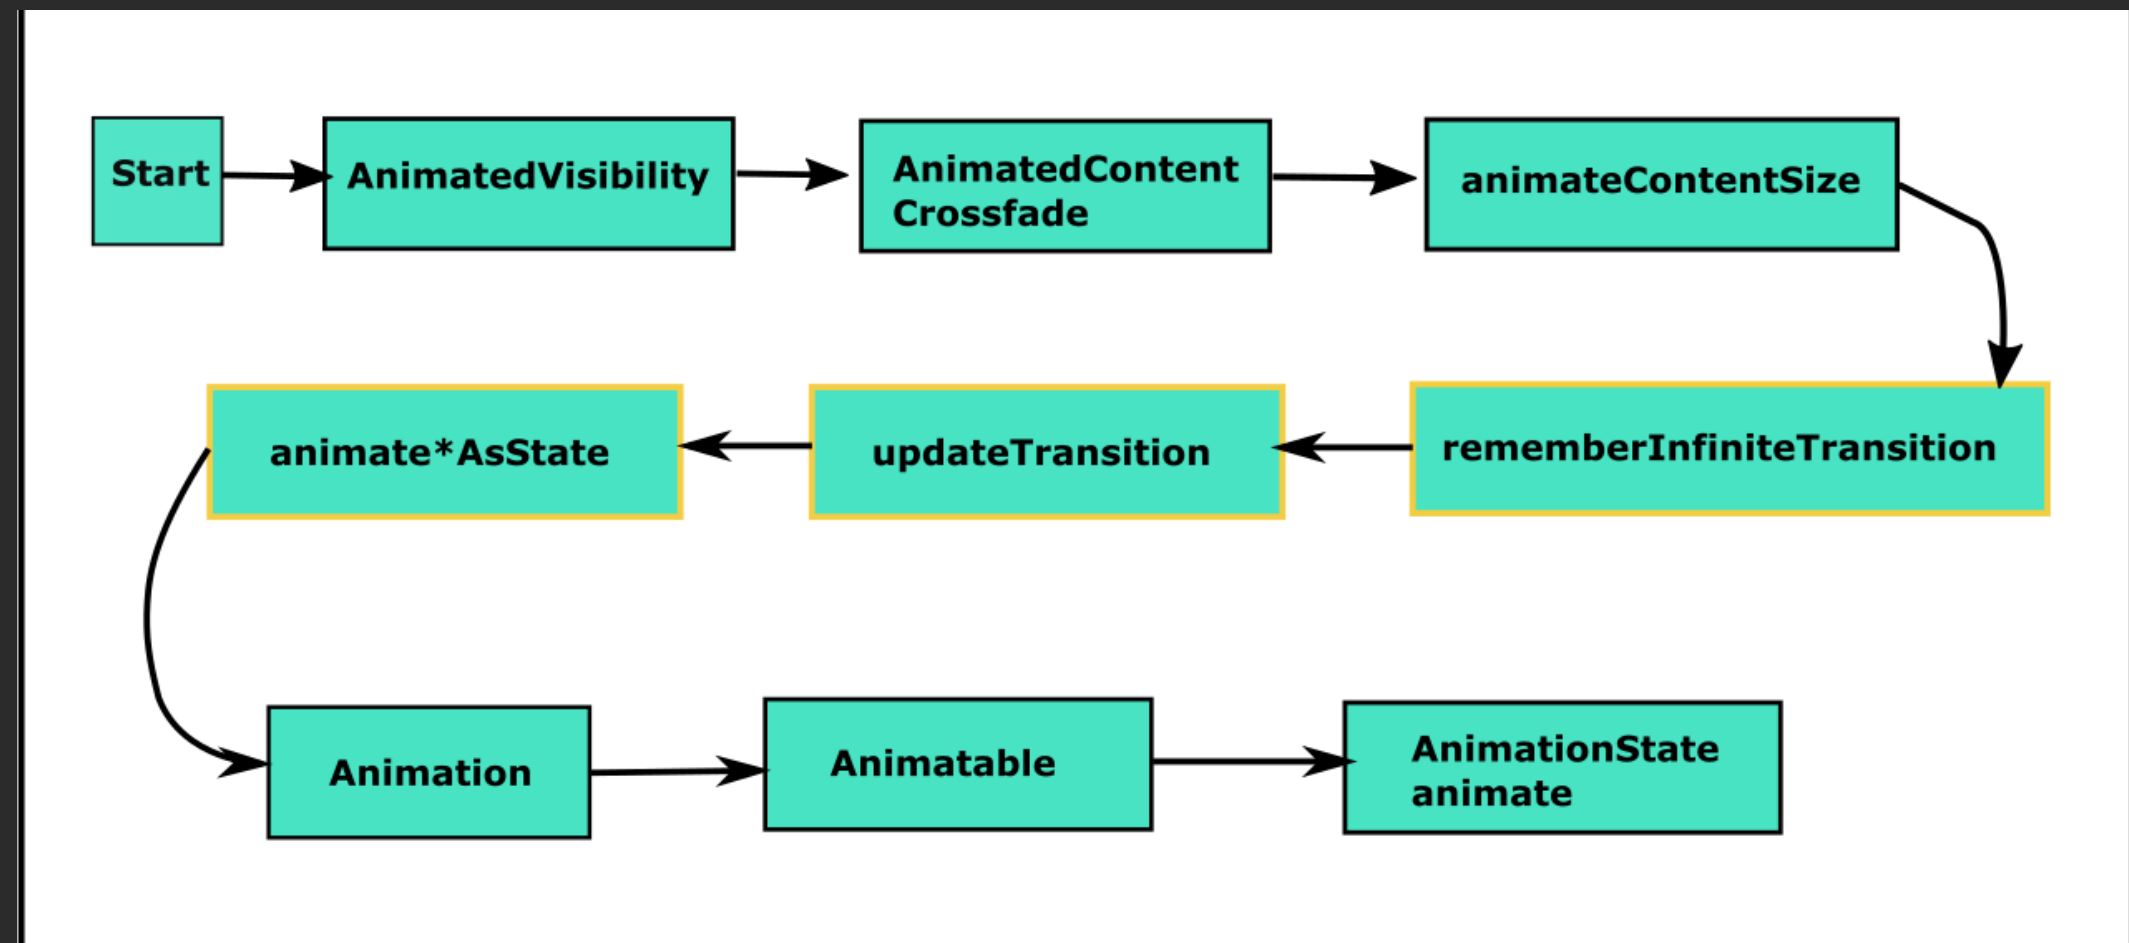 Start
AnimatedVisibility
AnimatedContent
Crossfade
animateContentSize
rememberInfiniteTransition
updateTransition
animate*AsState
Animation
Animatable
AnimationState
animate